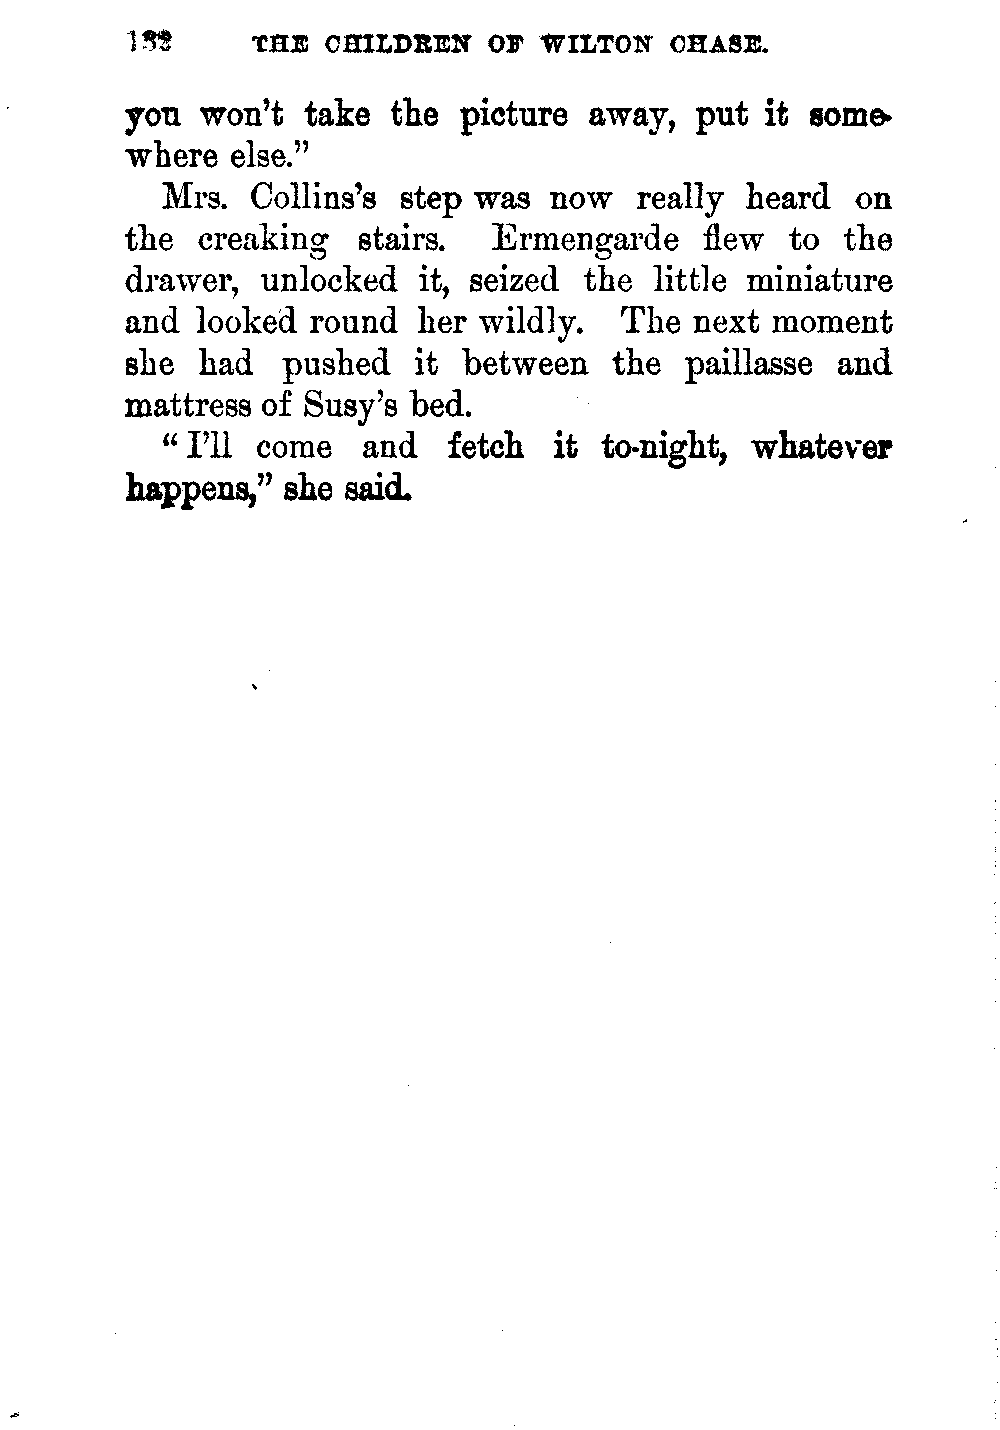 132 THE CHILDREN OF WILTON CHASE.
you won't take the picture away, put it some-
where else."
Mrs. Collins's step was now really heard on
the creaking stairs. Ermengarde flew to the
drawer, unlocked it, seized the little miniature
and looked round her wildly. The next moment
she had pushed it between the paillasse and
mattress of Susy's bed.
"I'll come and fetch it to-night, whatever
happens," she said.